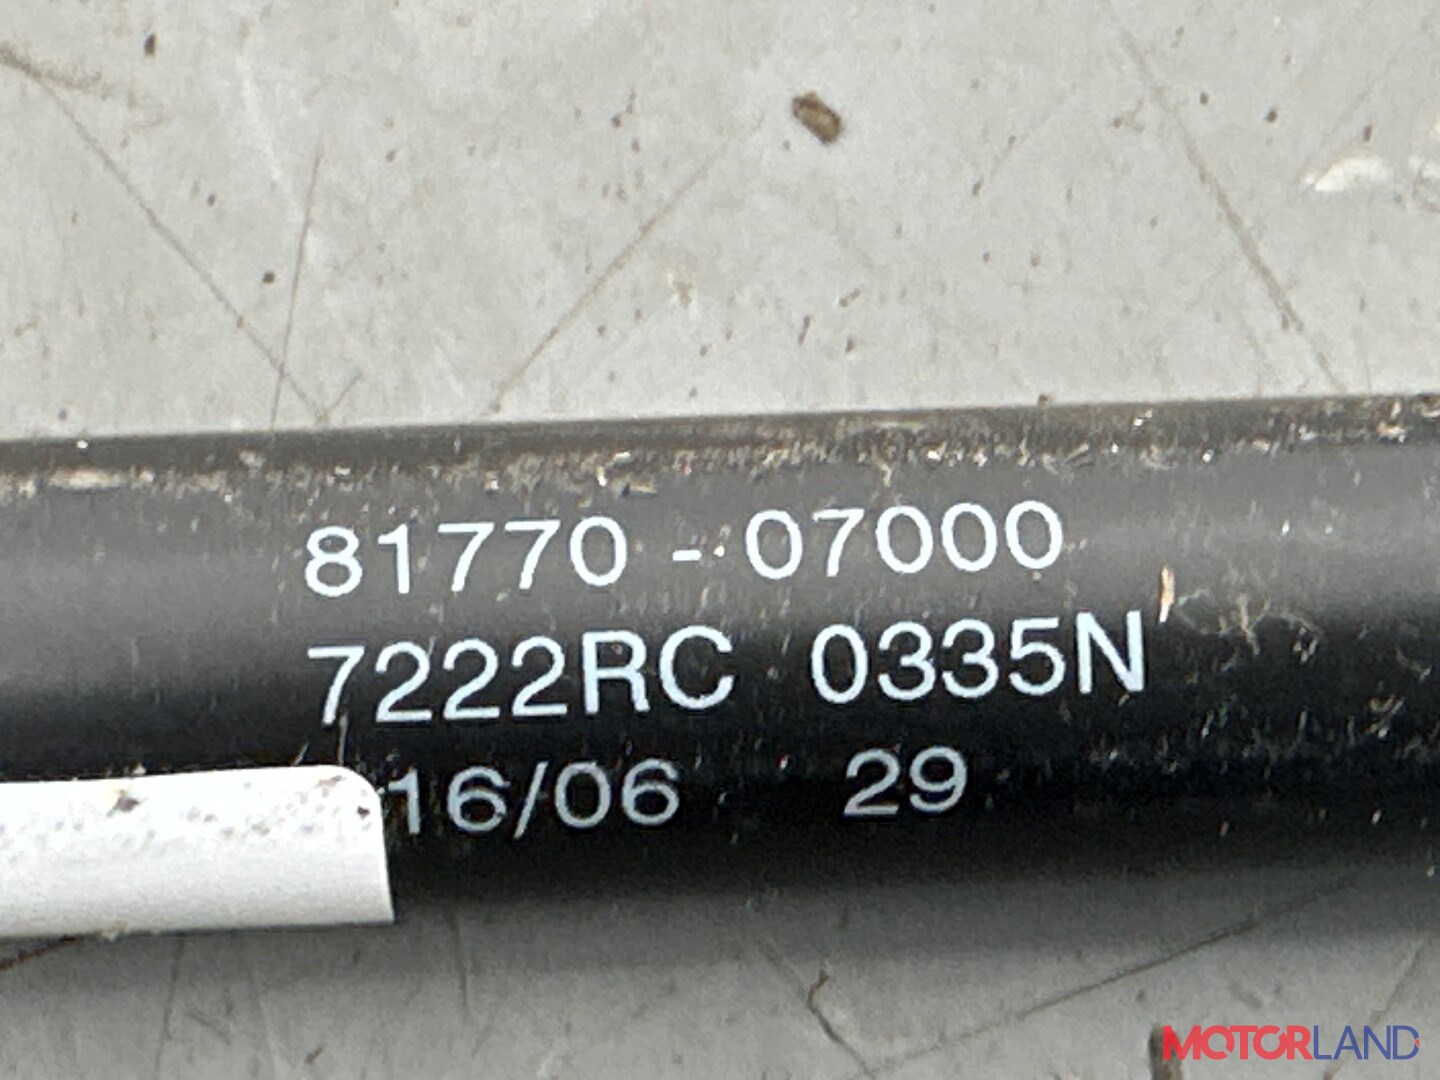 81770 - 07000
7222RC 0335N
16/06 29
MOTORLAND